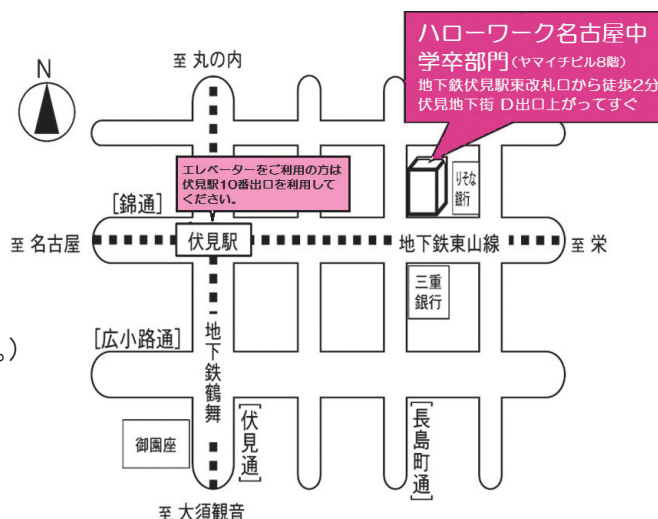 ハローワーク名古屋中
学卒部門(ヤマイチビル8階)
地下鉄伏見駅東改札口から徒歩2分
伏見地下街 D出口上がってすぐ
至 丸の内
N
エレベーターをご利用の方は
伏見駅10番出口を利用して
ください。
りそな
銀行
[錦通]
至 名古屋
伏見駅
地下鉄東山線
至 栄
三重
銀行
[広小路通]
。)
地下鉄鶴舞
[伏見通]
[長島町通]
御園座
至 大須観音